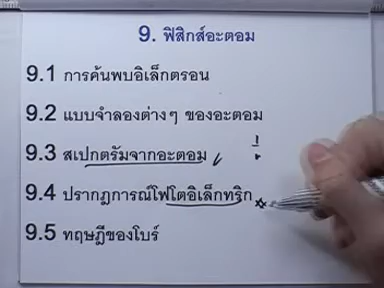 9. ฟิสิกส์อะตอม
9.1 การค้นพบอิเล็กตรอน
9.2 แบบจำลองต่างๆ ของอะตอม
9.3 สเปกตรัมจากอะตอม
9.4 ปรากฏการณ์โฟโตอิเล็กทริก
9.5 ทฤษฎีของโบร์